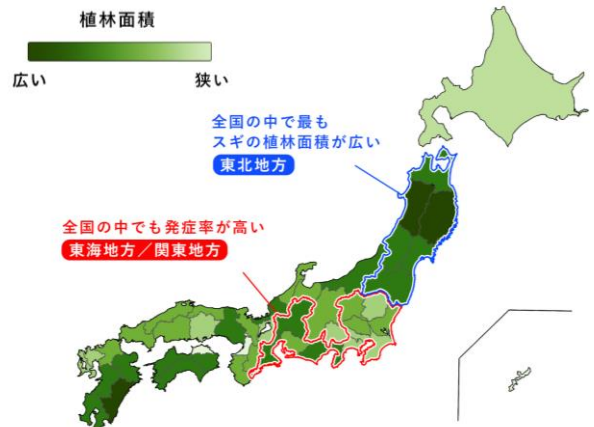 植林面積
広い
狭い
全国の中で最も
スギの植林面積が広い
東北地方
全国の中でも発症率が高い
東海地方／関東地方